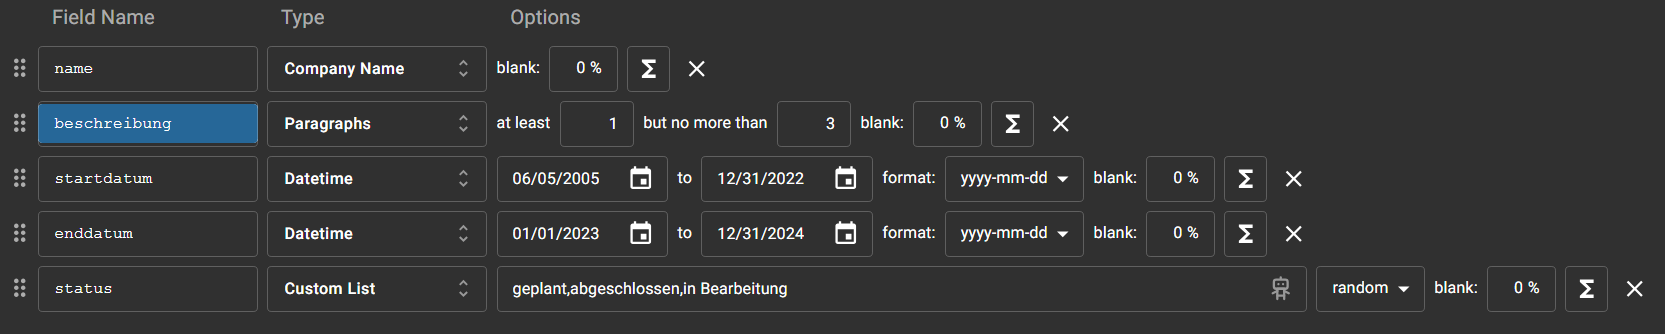 Field Name Type Options
name Company Name blank: 0 % Σ
beschreibung Paragraphs at least 1 but no more than 3 blank: 0 % Σ
startdatum Datetime 06/05/2005 to 12/31/2022 format: yyyy-mm-dd blank: 0 % Σ
enddatum Datetime 01/01/2023 to 12/31/2024 format: yyyy-mm-dd blank: 0 % Σ
status Custom List geplant,abgeschlossen,in Bearbeitung random blank: 0 % Σ